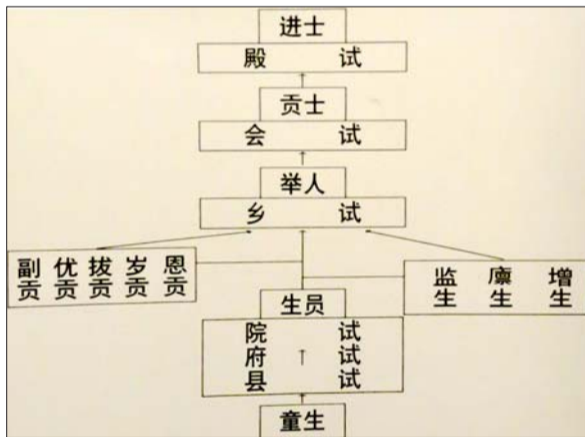 进士
殿 试
贡士
会 试
举人
乡 试
副贡 优贡 拔贡 岁贡 恩贡
监生 廪生 增生
生员
院 试
府 试
县 试
童生